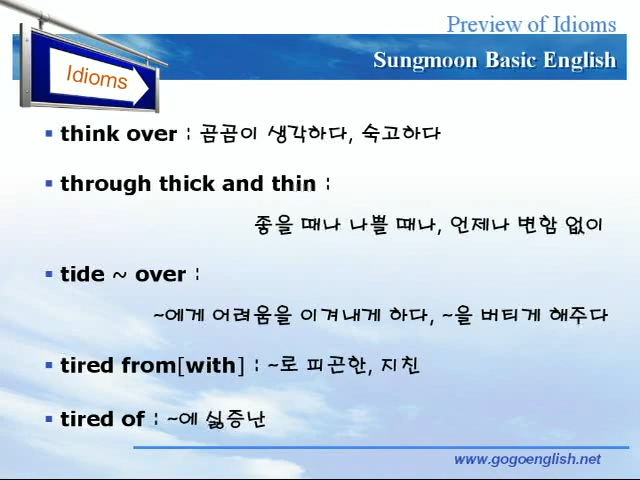 Preview of Idioms
Sungmoon Basic English
Idioms
think over : 곰곰이 생각하다, 숙고하다
through thick and thin :
좋을 때나 나쁠 때나, 언제나 변함 없이
tide ~ over :
~에게 어려움을 이겨내게 하다, ~을 버티게 해주다
tired from[with] : ~로 피곤한, 지친
tired of : ~에 싫증난
www.gogoenglish.net